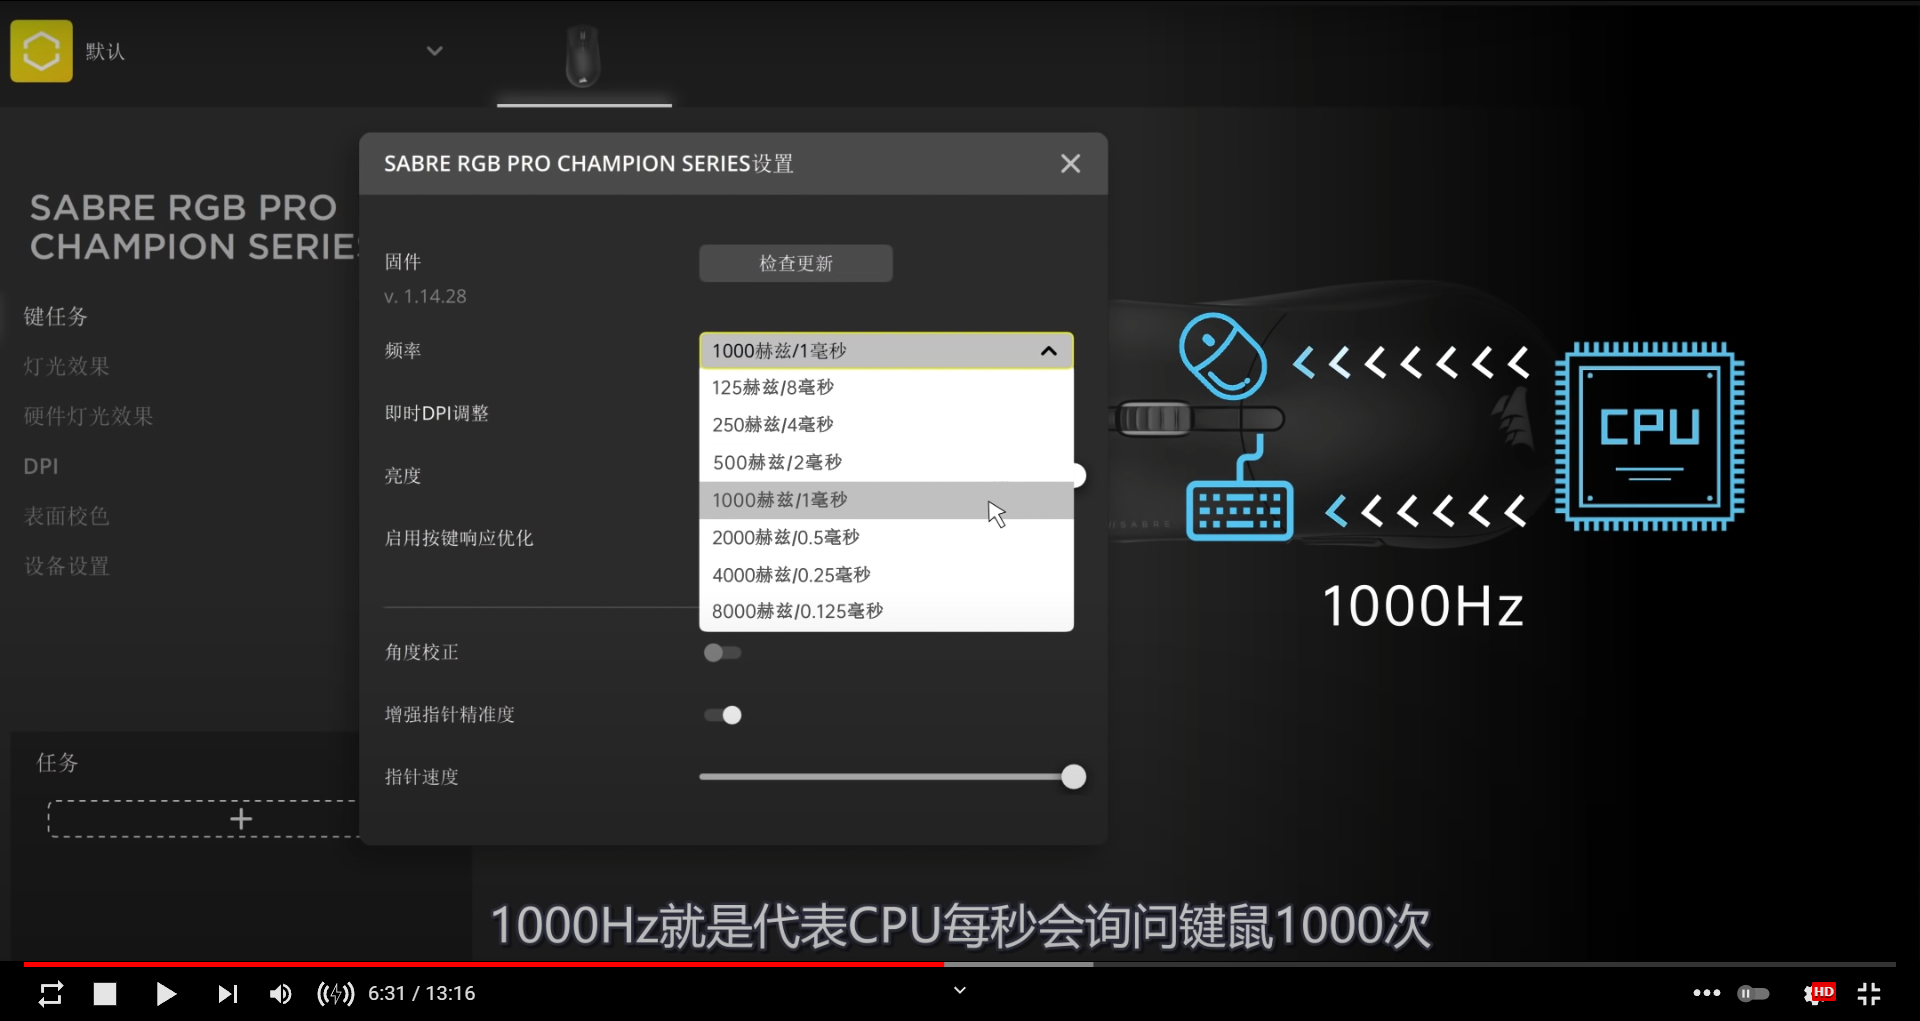 默认
SABRE RGB PRO CHAMPION SERIES设置
SABRE RGB PRO
CHAMPION SERIE
键任务
灯光效果
硬件灯光效果
DPI
表面校色
设备设置
任务
固件
检查更新
v. 1.14.28
频率
1000赫兹/1毫秒
125赫兹/8毫秒
250赫兹/4毫秒
500赫兹/2毫秒
1000赫兹/1毫秒
2000赫兹/0.5毫秒
4000赫兹/0.25毫秒
8000赫兹/0.125毫秒
即时DPI调整
亮度
启用按键响应优化
角度校正
增强指针精准度
指针速度
SABRE
CPU
1000Hz
1000Hz就是代表CPU每秒会询问键鼠1000次
6:31 / 13:16
HD